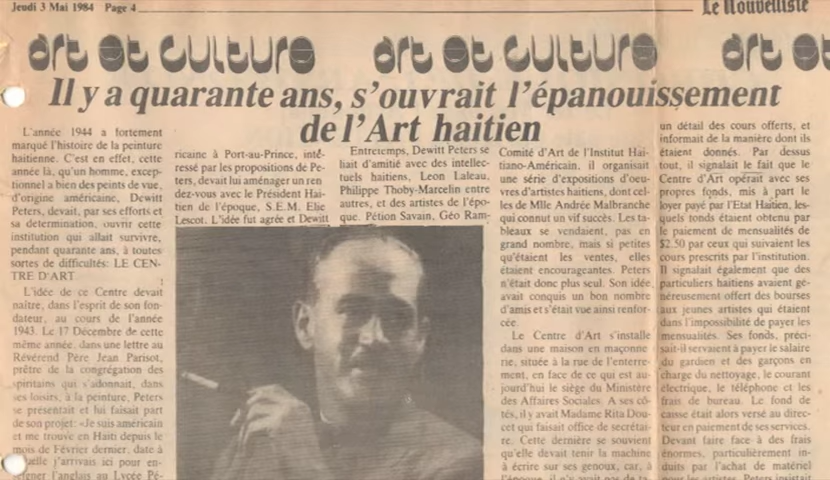 Jeudi 3 Mai 1984 Page 4
Le Nouvelliste
art et culture art et culture art et
Il y a quarante ans, s'ouvrait l'épanouissement
de l'Art haitien
L'année 1944 a fortement
marqué l'histoire de la peinture
haitienne. C'est en effet, cette
année là, qu'un homme, excep-
tionnel a bien des points de vue,
d'origine américaine, Dewitt
Peters, devait, par ses efforts et
sa determination, ouvrir cette
institution qui allait survivre,
pendant quarante ans, à toutes
sortes de difficultés: LE CEN-
TRE D'ART
L'idée de ce Centre devait
naître, dans l'esprit de son fon-
dateur, au cours de l'année
1943. Le 17 Décembre de cette
même année, dans une lettre au
Révérend Père Jean Parisot,
prêtre de la congrégation des
spiritains qui s'adonnait, dans
ses loisirs, à la peinture, Peters
se présentait et lui faisait part
de son projet: «Je suis américain
et me trouve en Haiti depuis le
mois de Février dernier, date à
laquelle j'arrivais ici pour en-
seigner l'anglais au Lycée Pé-
ricaine à Port-au-Prince, inté-
ressé par les propositions de Pe-
ters, devait lui aménager un ren
dez-vous avec le Président Hai-
tien de l'époque, S.E.M. Elie
Lescot. L'idée fut agrée et Dewitt
Entretemps, Dewitt Peters se
liait d'amitié avec des intellec-
tuels haitiens, Leon Laleau,
Philippe Thoby-Marcelin entre
autres, et des artistes de l'épo-
que. Pétion Savain, Géo Ram-
Comité d'Art de l'Institut Hai-
tiano-Américain, il organisait
une série d'expositions d'oeu-
vres d'artistes haitiens, dont cel-
les de Mlle Andrée Malbranche
qui connut un vif succès. Les ta-
bleaux se vendaient, pas en
grand nombre, mais si petites
qu'étaient les ventes, elles
étaient encourageantes. Peters
n'était donc plus seul. Son idée
avait conquis un bon nombre
d'amis et s'était vue ainsi renfor-
cée.
Le Centre d'Art s'installe
dans une maison en maçonne
rie, située à la rue de l'enterre-
ment, en face de ce qui est au-
jourd'hui le siège du Ministère
des Affaires Sociales. A ses cô-
tés, il y avait Madame Rita Dou-
cet qui faisait office de secrétai-
re. Cette dernière se souvient
qu'elle devait tenir la machine
à écrire sur ses genoux, car, à
l'époque, il n'y avait pas de ta-
un détail des cours offerts, et
informait de la manière dont ils
étaient donnés. Par dessus
tout, il signalait le fait que le
Centre d'Art opérait avec ses
propres fonds, mis à part le
loyer payé par l'Etat Haitien, les-
quels fonds étaient obtenu par
le paiement de mensualités de
$2.50 par ceux qui suivaient les
cours prescrits par l'institution.
Il signalait également que des
particuliers haitiens avaient gé-
néreusement offert des bourses
aux jeunes artistes qui étaient
dans l'impossibilité de payer les
mensualités. Ses fonds, préci-
sait-il servaient à payer le salaire
du gardien et des garçons en
charge du nettoyage, le courant
électrique, le téléphone et les
frais de bureau. Le fond de
caisse était alors versé au direc-
teur en paiement de ses services.
Devant faire face à des frais
énormes, particulièrement in-
duits par l'achat de matériel
pour les artistes, Peters insistait